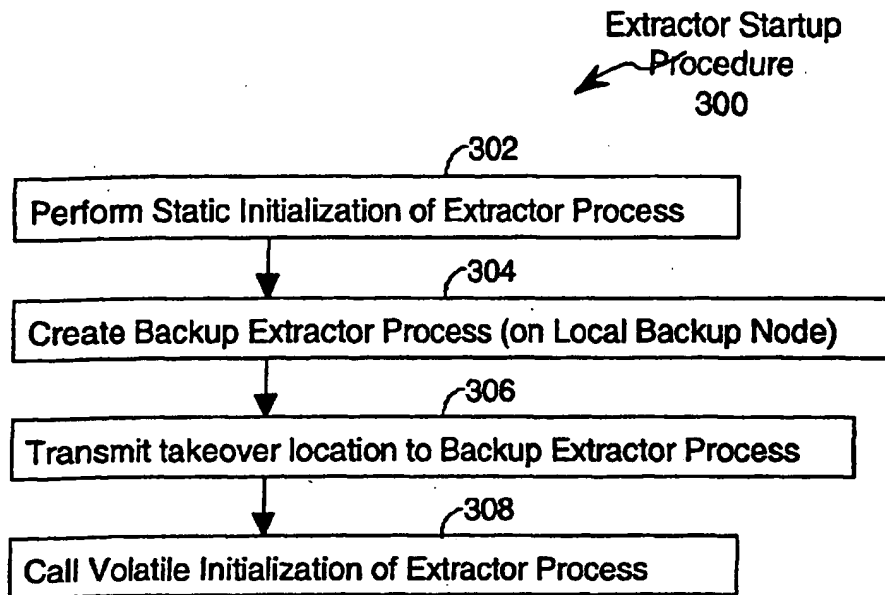 Extractor Startup
Procedure
300
302
Perform Static Initialization of Extractor Process
304
Create Backup Extractor Process (on Local Backup Node)
306
Transmit takeover location to Backup Extractor Process
308
Call Volatile Initialization of Extractor Process